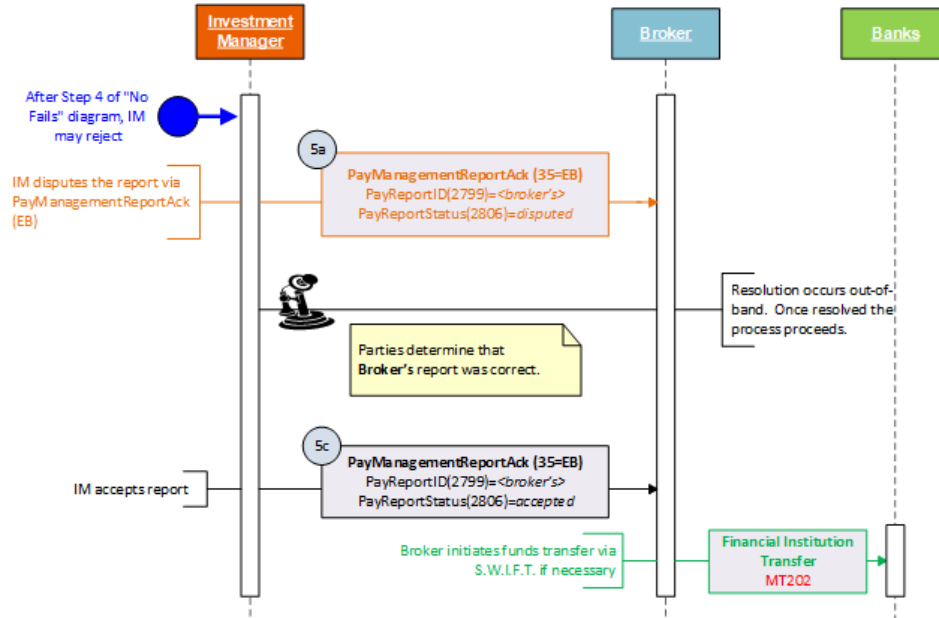 Investment
Manager
Broker
Banks
After Step 4 of "No
Fails" diagram, IM
may reject
5a
PayManagementReportAck (35=EB)
PayReportID(2799)=<broker's>
PayReportStatus(2806)=disputed
IM disputes the report via
PayManagementReportAck
(EB)
Resolution occurs out-of-
band. Once resolved the
process proceeds.
Parties determine that
Broker's report was correct.
5c
PayManagementReportAck (35=EB)
PayReportID(2799)=<broker's>
PayReportStatus(2806)=accepted
IM accepts report
Broker initiates funds transfer via
S.W.I.F.T. if necessary
Financial Institution
Transfer
MT202